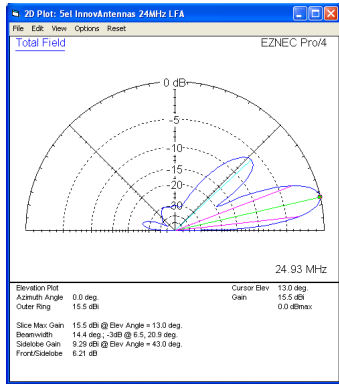 2D Plot: 5el InnovAntennas 24MHz LFA
File Edit View Options Reset
Total Field
EZNEC Pro/4
0 dB
-5
-10
-15
-20
-30
24.93 MHz
Elevation Plot
Cursor Elev 13.0 deg.
Azimuth Angle 0.0 deg.
Gain 15.5 dBi
Outer Ring 15.5 dBi
0.0 dBmax
Slice Max Gain 15.5 dBi @ Elev Angle = 13.0 deg.
Beamwidth 14.4 deg.; -3dB @ 6.5, 20.9 deg.
Sidelobe Gain 9.29 dBi @ Elev Angle = 43.0 deg.
Front/Sidelobe 6.21 dB